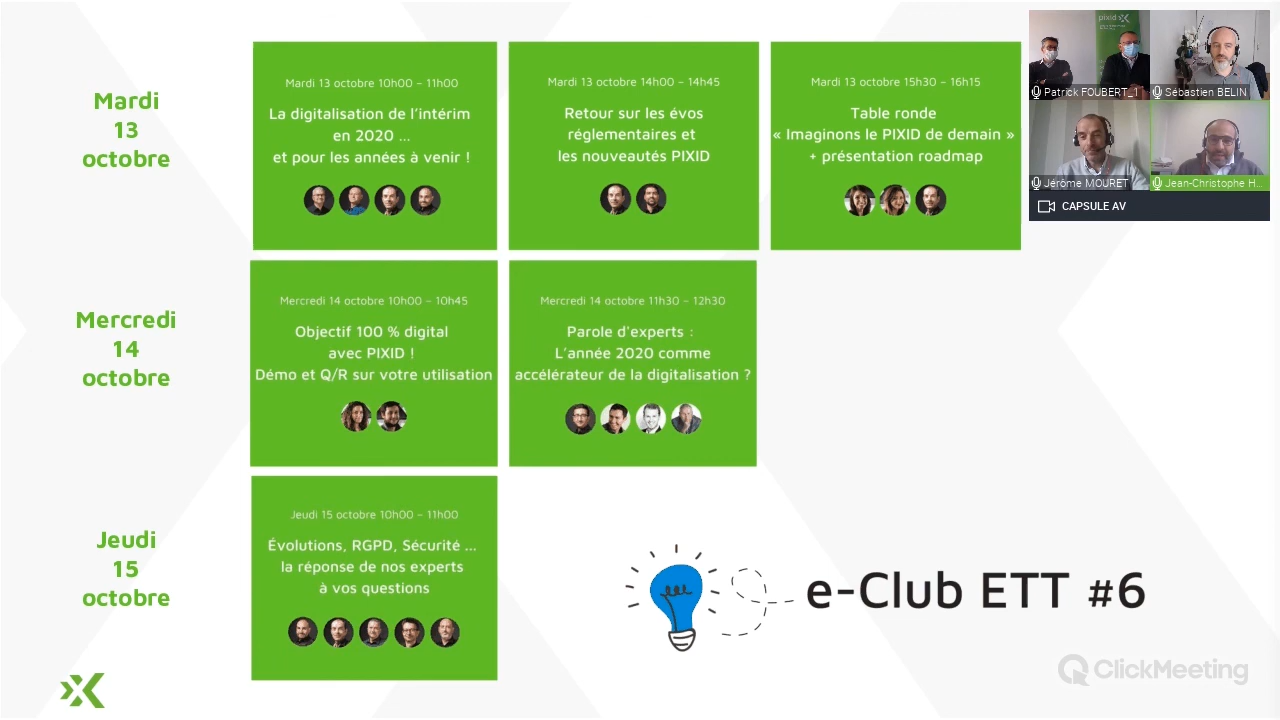 Mardi
13
octobre
Mardi 13 octobre 10h00 – 11h00
La digitalisation de l'intérim
en 2020 ...
et pour les années à venir !
Mardi 13 octobre 14h00 – 14h45
Retour sur les évos
réglementaires et
les nouveautés PIXID
Mardi 13 octobre 15h30 – 16h15
Table ronde
« Imaginons le PIXID de demain »
+ présentation roadmap
pixid
Patrick FOUBERT_1
Sébastien BELIN
Jérôme MOURET
Jean-Christophe H...
CAPSULE AV
Mercredi
14
octobre
Mercredi 14 octobre 10h00 – 10h45
Objectif 100 % digital
avec PIXID !
Démo et Q/R sur votre utilisation
Mercredi 14 octobre 11h30 – 12h30
Parole d'experts :
L'année 2020 comme
accélérateur de la digitalisation ?
Jeudi
15
octobre
Jeudi 15 octobre 10h00 – 11h00
Évolutions, RGPD, Sécurité ...
la réponse de nos experts
à vos questions
e-Club ETT #6
ClickMeeting